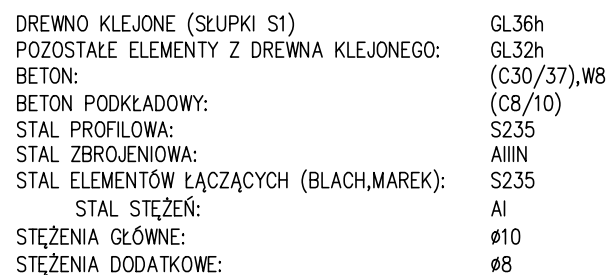 DREWNO KLEJONE (SŁUPKI S1) GL36h
POZOSTAŁE ELEMENTY Z DREWNA KLEJONEGO: GL32h
BETON: (C30/37),W8
BETON PODKŁADOWY: (C8/10)
STAL PROFILOWA: S235
STAL ZBROJENIOWA: AIIIN
STAL ELEMENTÓW ŁĄCZĄCYCH (BLACH,MAREK): S235
STAL STĘŻEŃ: AI
STĘŻENIA GŁÓWNE: ø10
STĘŻENIA DODATKOWE: ø8